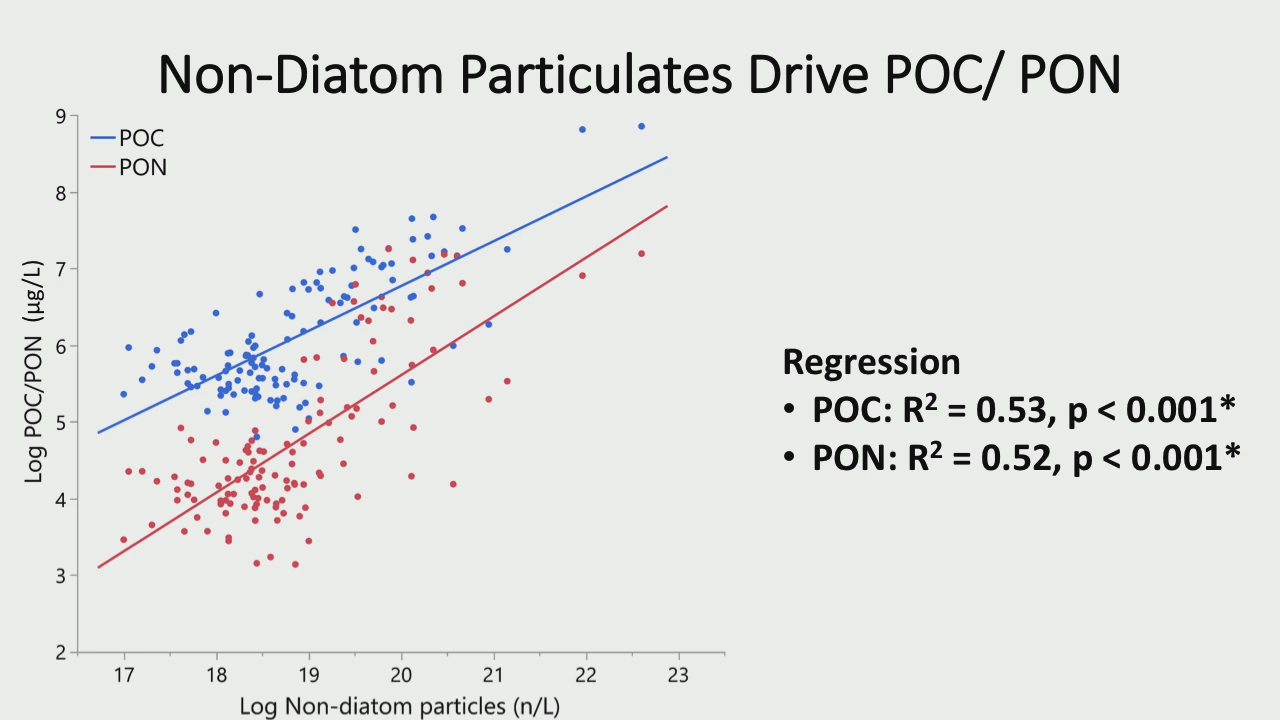 Non-Diatom Particulates Drive POC/ PON
POC
PON
9
8
7
6
5
4
3
2
Log POC/PON (µg/L)
17 18 19 20 21 22 23
Log Non-diatom particles (n/L)
Regression
• POC: R² = 0.53, p < 0.001*
• PON: R² = 0.52, p < 0.001*